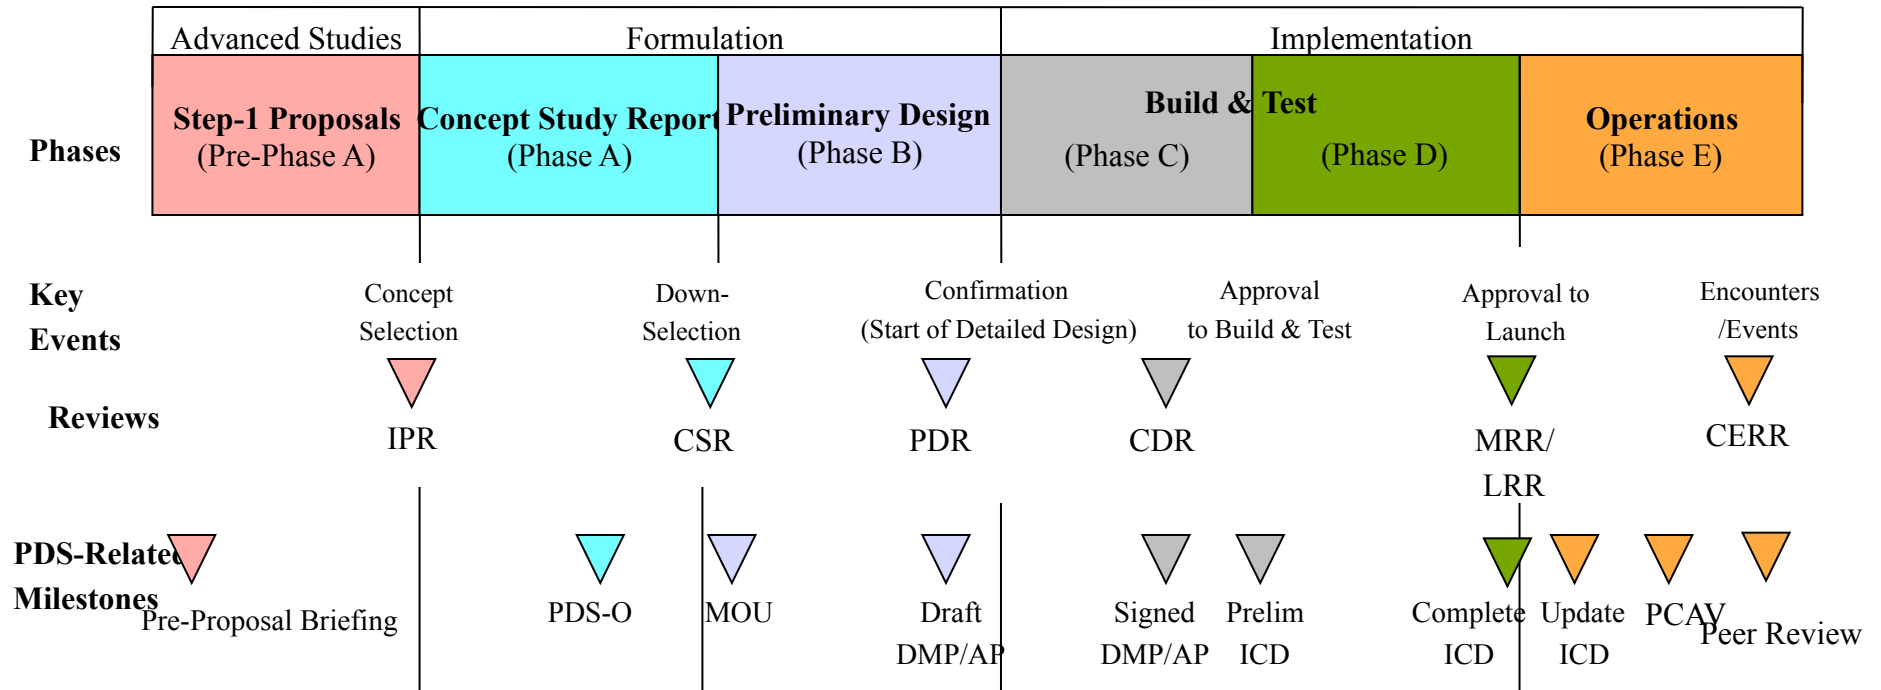 Advanced Studies
Formulation
Implementation
Phases
Step-1 Proposals
(Pre-Phase A)
Concept Study Report
(Phase A)
Preliminary Design
(Phase B)
Build & Test
(Phase C)
(Phase D)
Operations
(Phase E)
Key
Events
Concept
Selection
Down-
Selection
Confirmation
(Start of Detailed Design)
Approval
to Build & Test
Approval to
Launch
Encounters
/Events
Reviews
IPR
CSR
PDR
CDR
MRR/
LRR
CERR
PDS-Related
Milestones
Pre-Proposal Briefing
PDS-O
MOU
Draft
DMP/AP
Signed
DMP/AP
Prelim
ICD
Complete
ICD
Update
ICD
PCAV
Peer Review